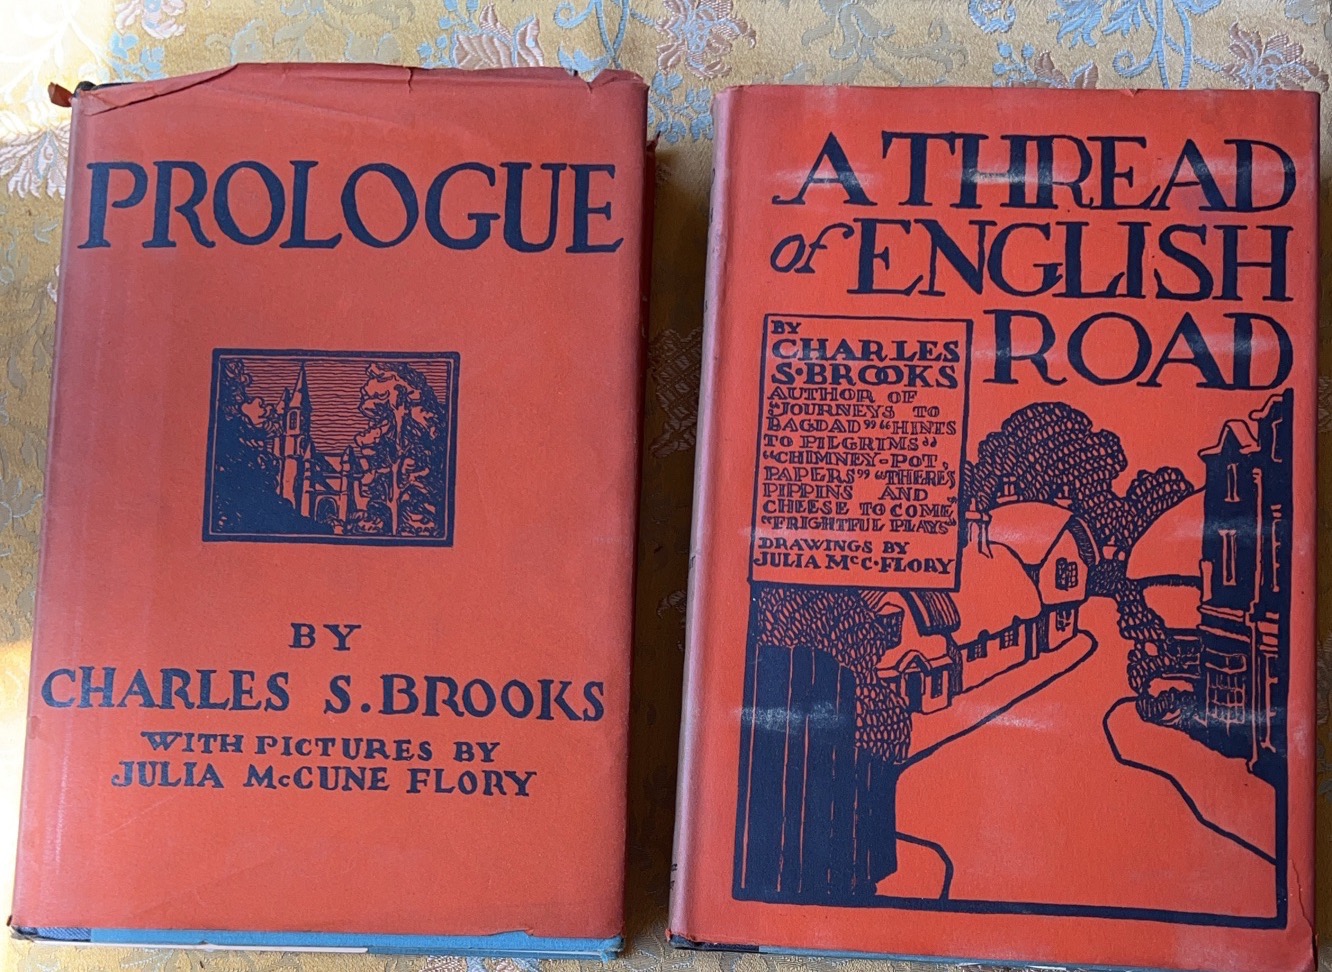 PROLOGUE
BY
CHARLES S. BROOKS
WITH PICTURES BY
JULIA McCUNE FLORY
A THREAD
of ENGLISH
ROAD
BY
CHARLES
S·BROOKS
AUTHOR OF
"JOURNEYS TO
BAGDAD" "HINTS
TO PILGRIMS"
"CHIMNEY-POT,
PAPERS" "THERE'S
PIPPINS AND
CHEESE TO COME,"
"FRIGHTFUL PLAYS"
DRAWINGS BY
JULIA McC·FLORY